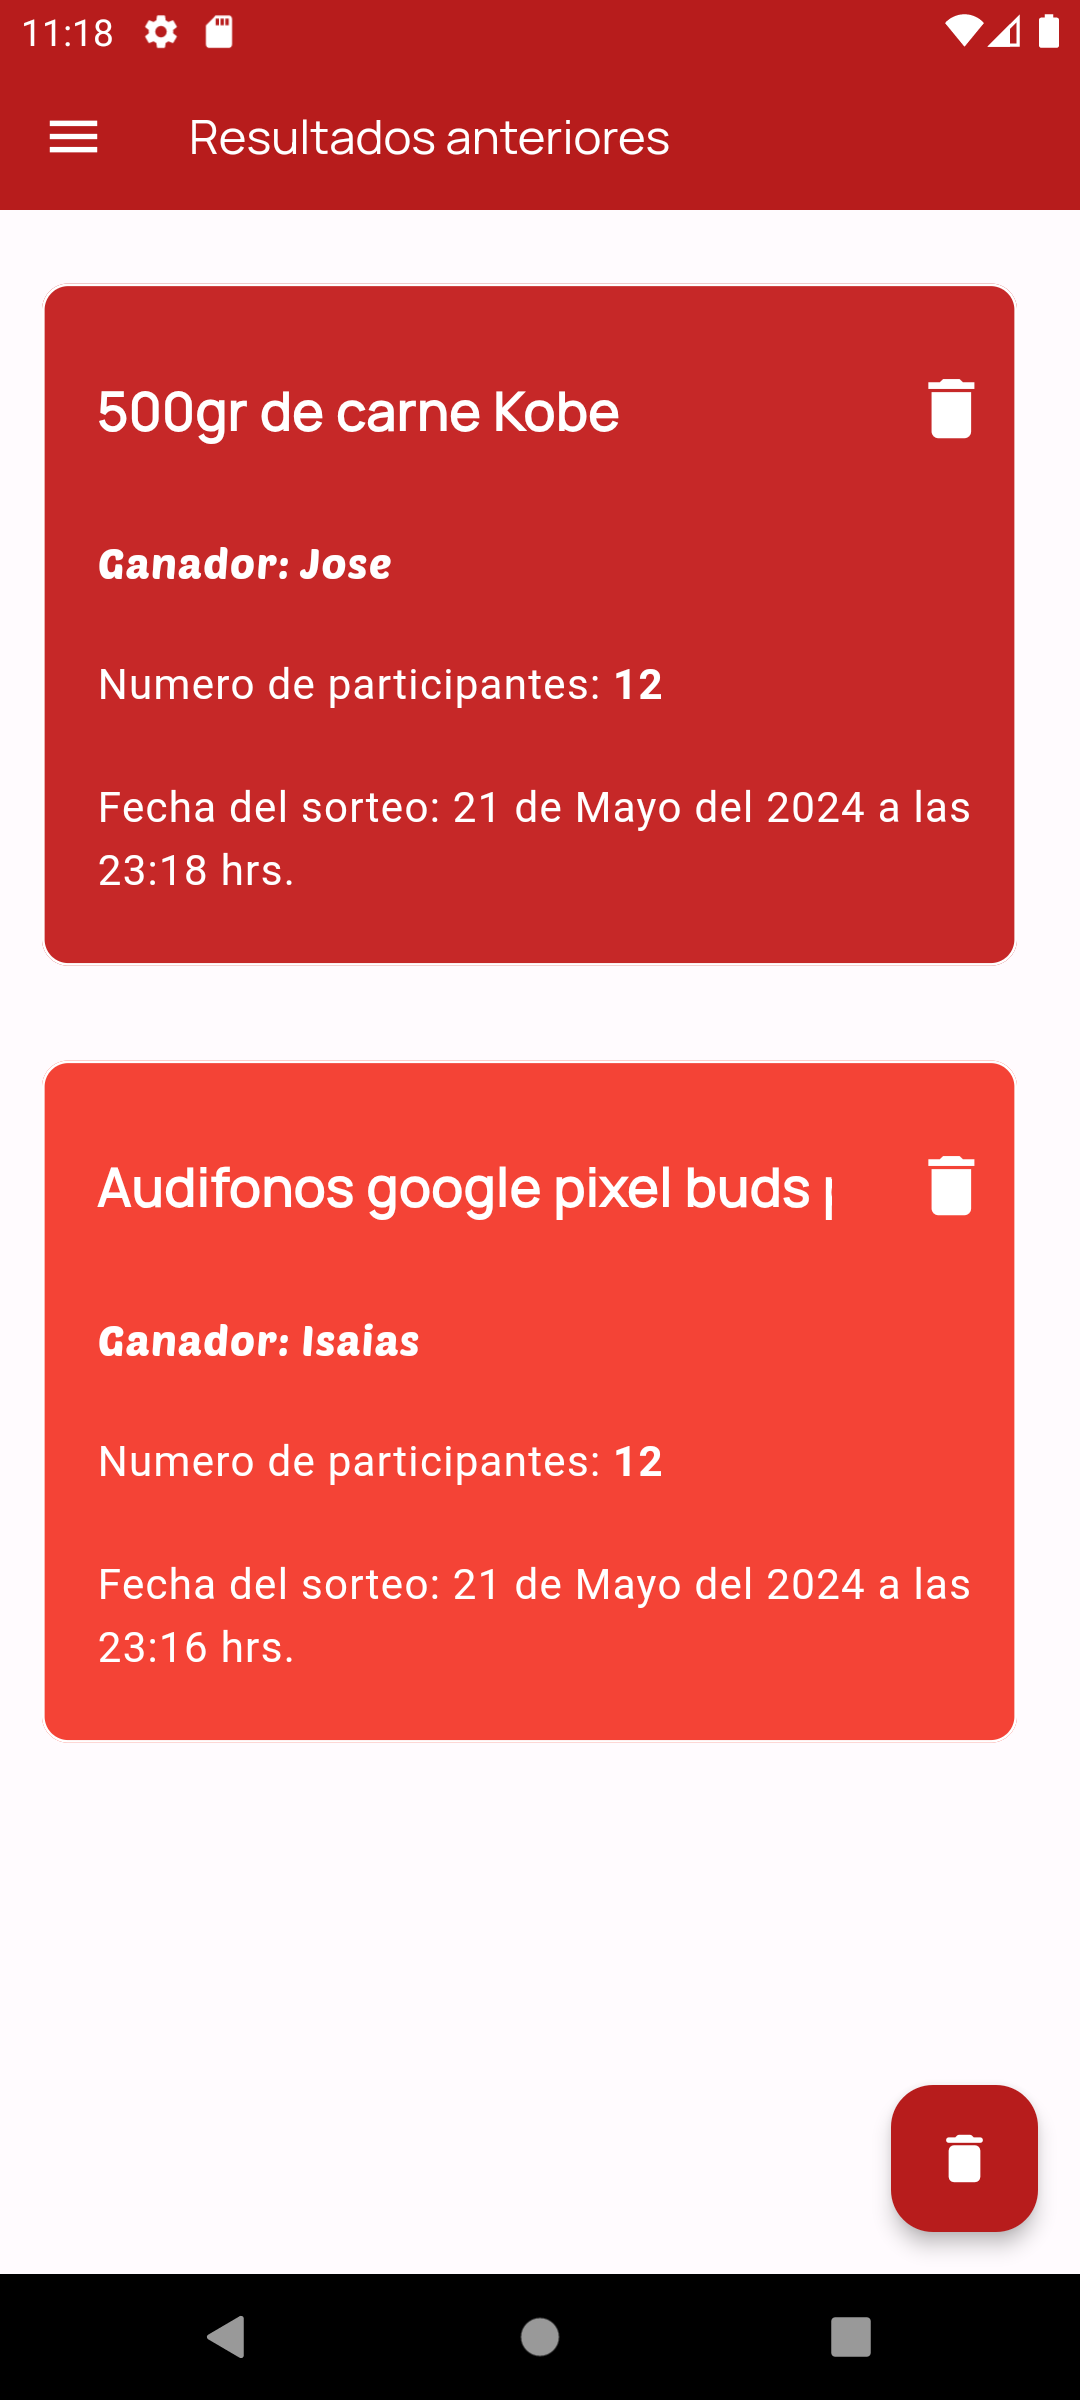 11:18
Resultados anteriores
500gr de carne Kobe
Ganador: Jose
Numero de participantes: 12
Fecha del sorteo: 21 de Mayo del 2024 a las
23:18 hrs.
Audifonos google pixel buds
Ganador: Isaias
Numero de participantes: 12
Fecha del sorteo: 21 de Mayo del 2024 a las
23:16 hrs.